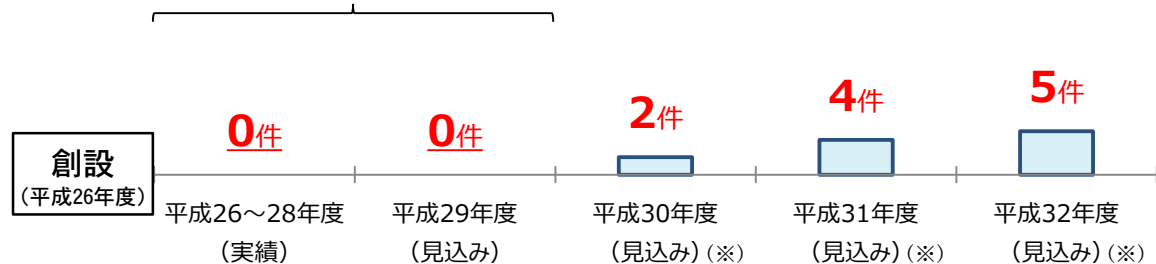 0件
0件
2件
4件
5件
創設
(平成26年度)
平成26～28年度
(実績)
平成29年度
(見込み)
平成30年度
(見込み)(※)
平成31年度
(見込み)(※)
平成32年度
(見込み)(※)